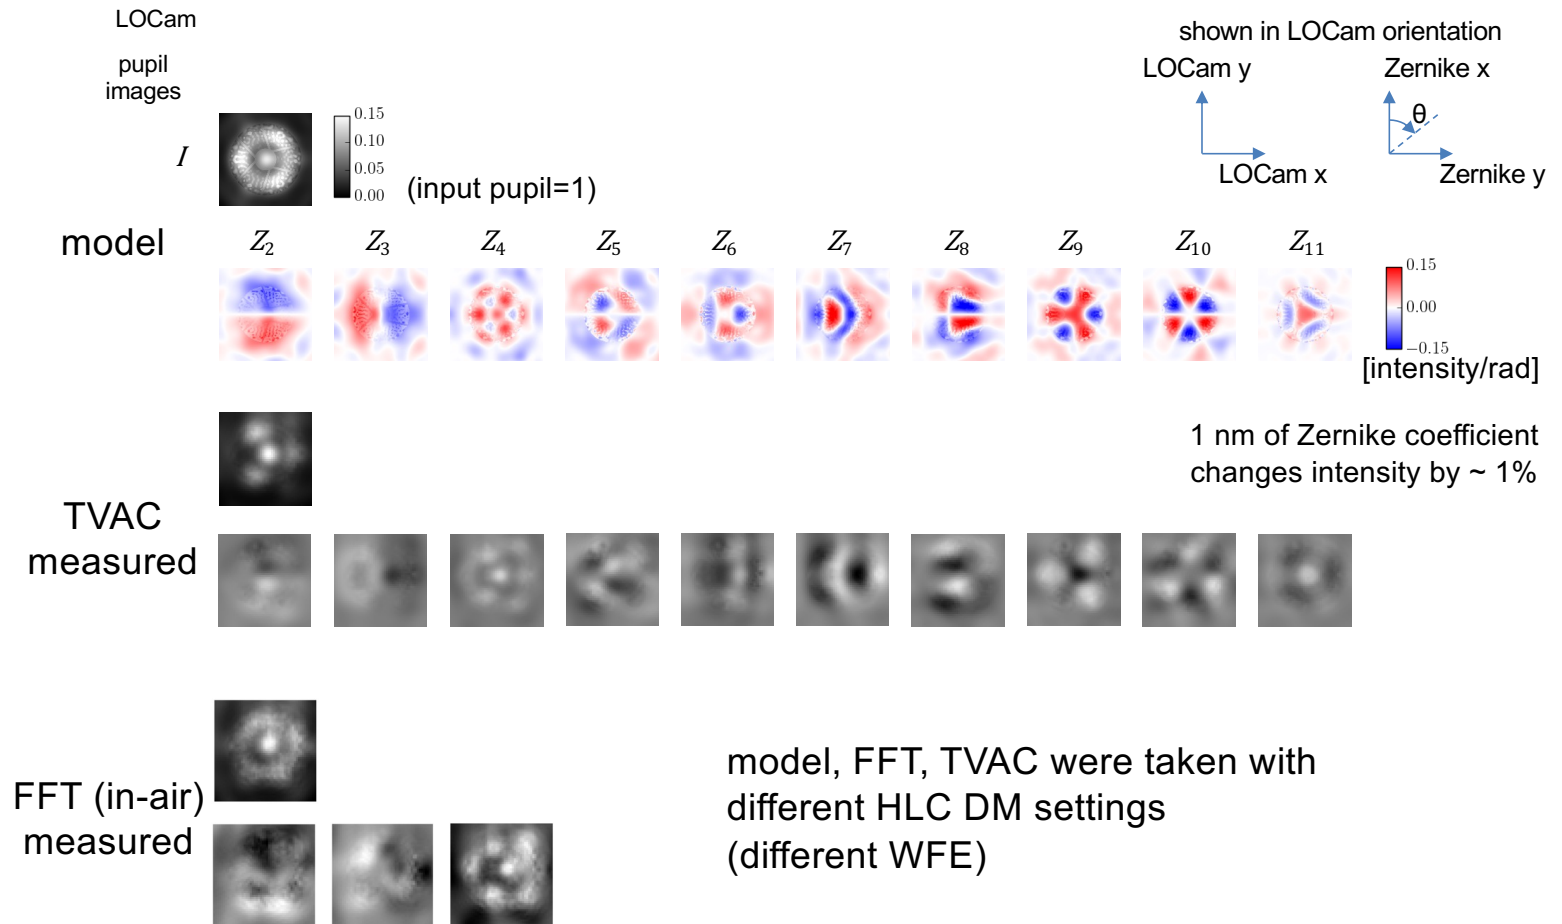 LOCam
pupil
images
shown in LOCam orientation
LOCam y
Zernike x
θ
LOCam x
Zernike y
I
0.15
0.10
0.05
0.00
(input pupil=1)
model
Z2 Z3 Z4 Z5 Z6 Z7 Z8 Z9 Z10 Z11
0.15
0.00
−0.15
[intensity/rad]
1 nm of Zernike coefficient
changes intensity by ~ 1%
TVAC
measured
FFT (in-air)
measured
model, FFT, TVAC were taken with
different HLC DM settings
(different WFE)